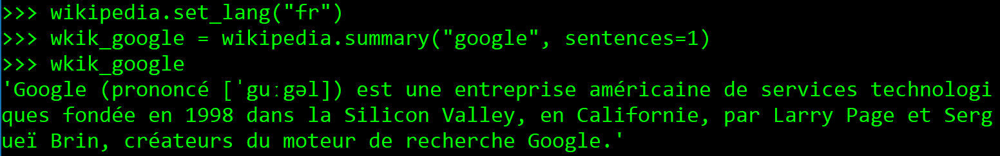 >>> wikipedia.set_lang("fr")
>>> wkik_google = wikipedia.summary("google", sentences=1)
>>> wkik_google
'Google (prononcé [ˈguːgəl]) est une entreprise américaine de services technologi
ques fondée en 1998 dans la Silicon Valley, en Californie, par Larry Page et Serg
ueï Brin, créateurs du moteur de recherche Google.'